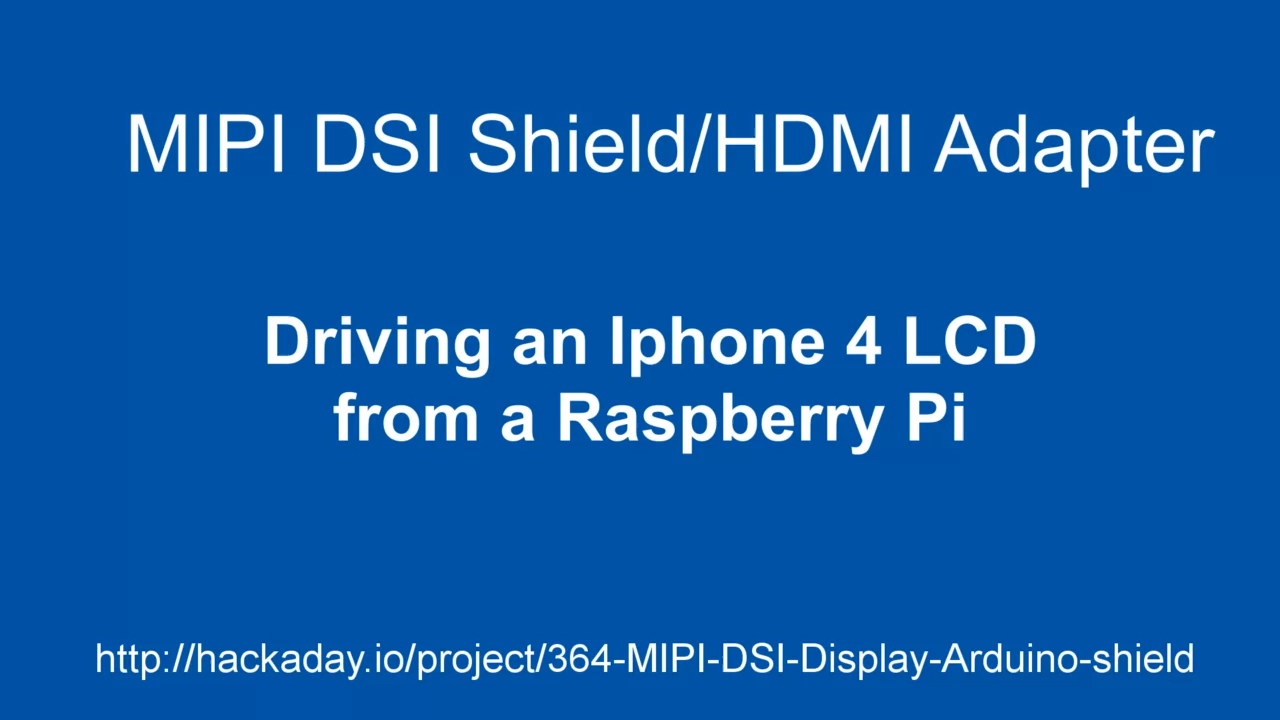 MIPI DSI Shield/HDMI Adapter
Driving an Iphone 4 LCD
from a Raspberry Pi
http://hackaday.io/project/364-MIPI-DSI-Display-Arduino-shield